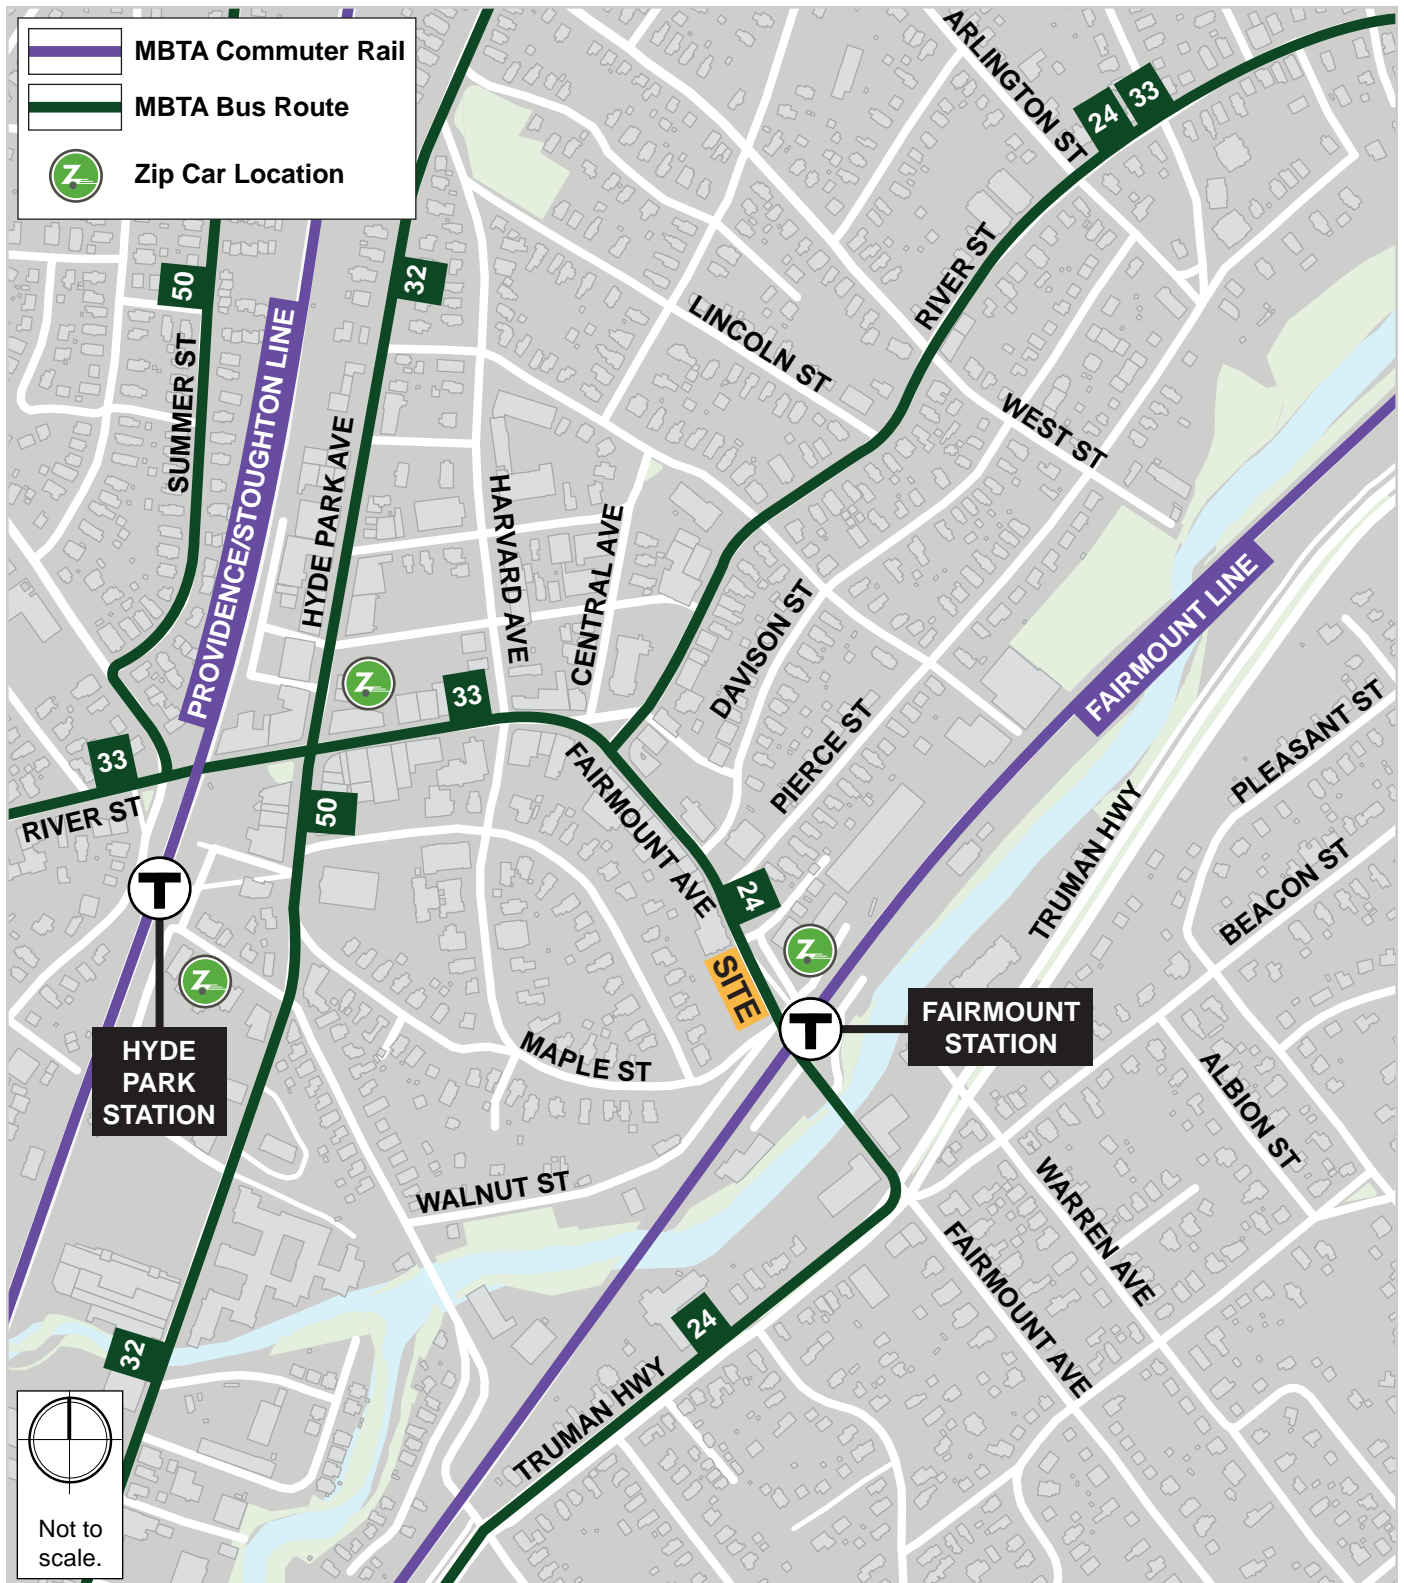 MBTA Commuter Rail
MBTA Bus Route
Z
Zip Car Location
ARLINGTON ST
24
33
50
32
RIVER ST
LINCOLN ST
SUMMER ST
PROVIDENCE/STOUGHTON LINE
HYDE PARK AVE
WEST ST
HARVARD AVE
CENTRAL AVE
DAVISON ST
FAIRMOUNT LINE
Z
33
33
PIERCE ST
PLEASANT ST
RIVER ST
50
FAIRMOUNT AVE
TRUMAN HWY
BEACON ST
T
24
Z
Z
SITE
T
FAIRMOUNT
STATION
HYDE
PARK
STATION
MAPLE ST
ALBION ST
WALNUT ST
WARREN AVE
FAIRMOUNT AVE
24
32
TRUMAN HWY
Not to
scale.